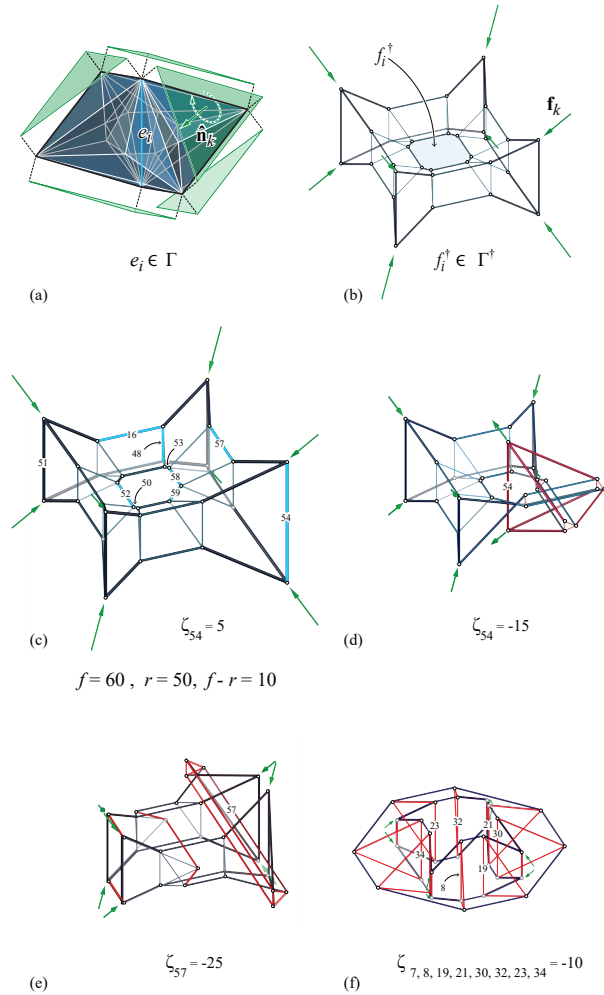 e_i
n̂_k
(a)
e_i ∈ Γ
f_i^†
f_k
(b)
f_i^† ∈ Γ^†
16
48
53
57
51
50
58
52
59
54
(c)
ζ_54 = 5
f = 60 , r = 50, f - r = 10
54
(d)
ζ_54 = -15
57
(e)
ζ_57 = -25
23
32
21
30
34
8
19
(f)
ζ_7, 8, 19, 21, 30, 32, 23, 34 = -10